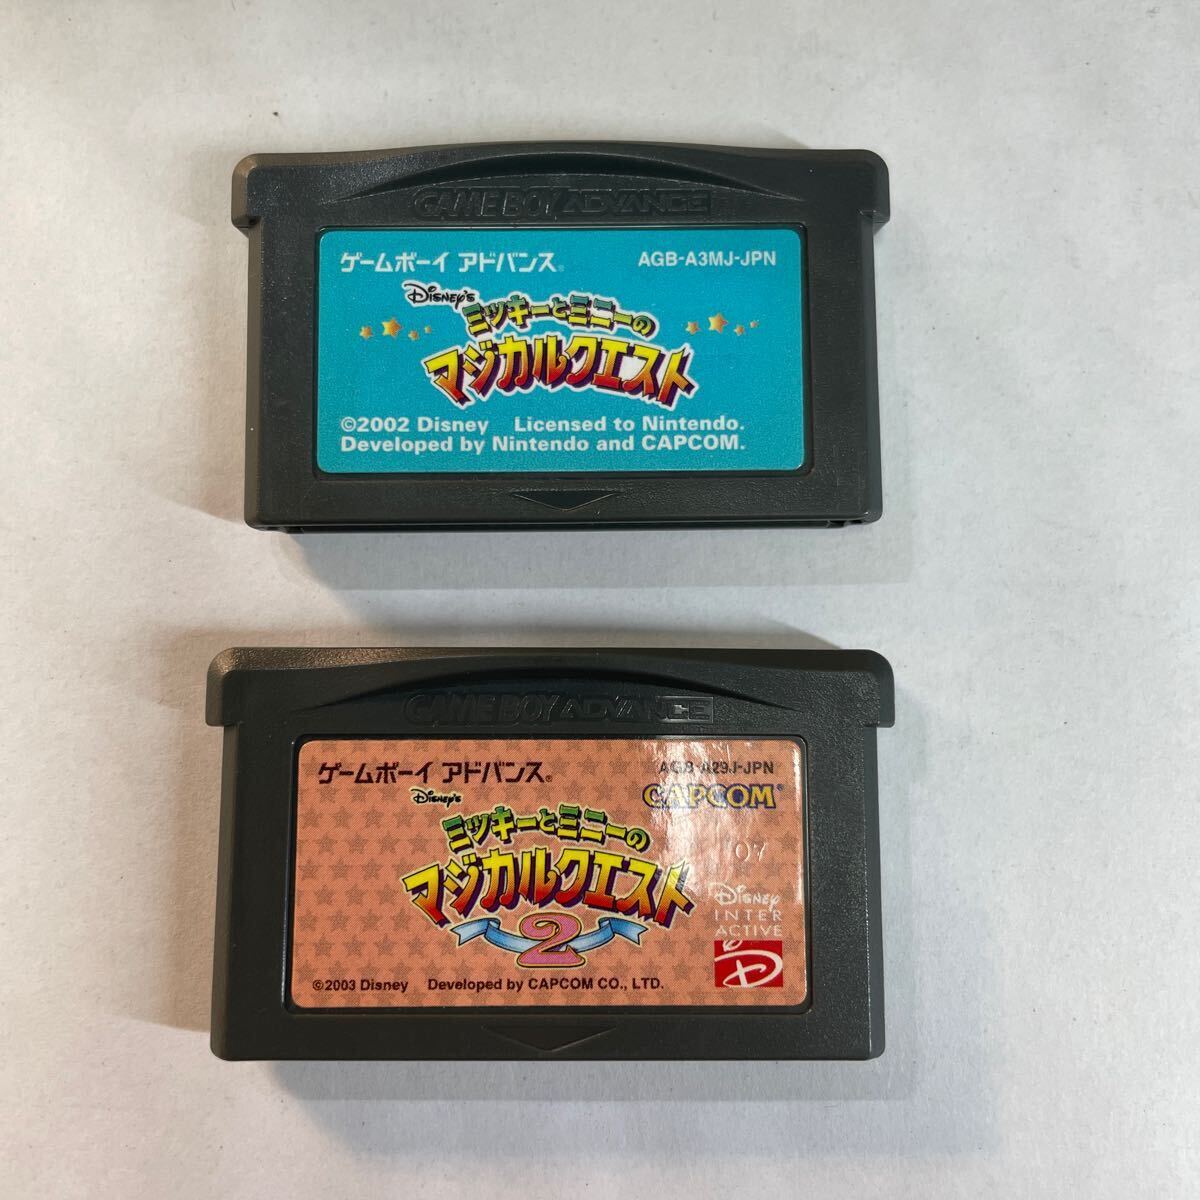 GAME BOY ADVANCE
ゲームボーイ アドバンス® AGB-A3MJ-JPN
Disney's
ミッキーとミニーの
マジカルクエスト
©2002 Disney Licensed to Nintendo.
Developed by Nintendo and CAPCOM.
GAME BOY ADVANCE
ゲームボーイ アドバンス® AGB-A29J-JPN
CAPCOM®
Disney's
ミッキーとミニーの
マジカルクエスト
2
07
Disney
INTER
ACTIVE
D
©2003 Disney Developed by CAPCOM CO., LTD.